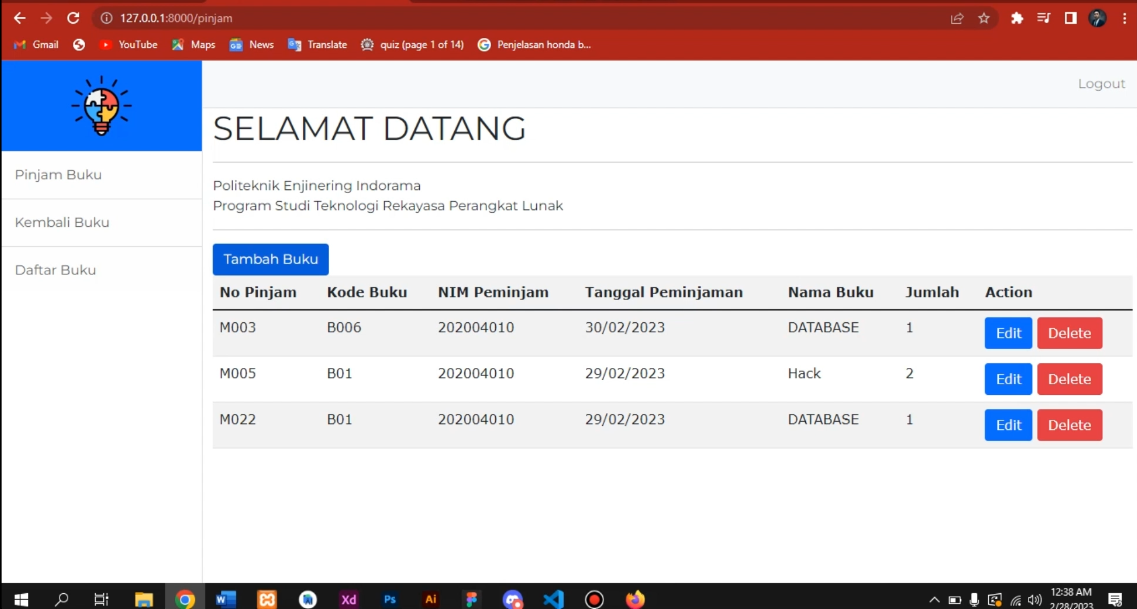 127.0.0.1:8000/pinjam
Gmail YouTube Maps News Translate quiz (page 1 of 14) Penjelasan honda b...
Logout
SELAMAT DATANG
Pinjam Buku
Kembali Buku
Daftar Buku
Politeknik Enjinering Indorama
Program Studi Teknologi Rekayasa Perangkat Lunak
Tambah Buku
No Pinjam Kode Buku NIM Peminjam Tanggal Peminjaman Nama Buku Jumlah Action
M003 B006 202004010 30/02/2023 DATABASE 1 Edit Delete
M005 B01 202004010 29/02/2023 Hack 2 Edit Delete
M022 B01 202004010 29/02/2023 DATABASE 1 Edit Delete
W Xd Ps Ai
12:38 AM
2/28/2023